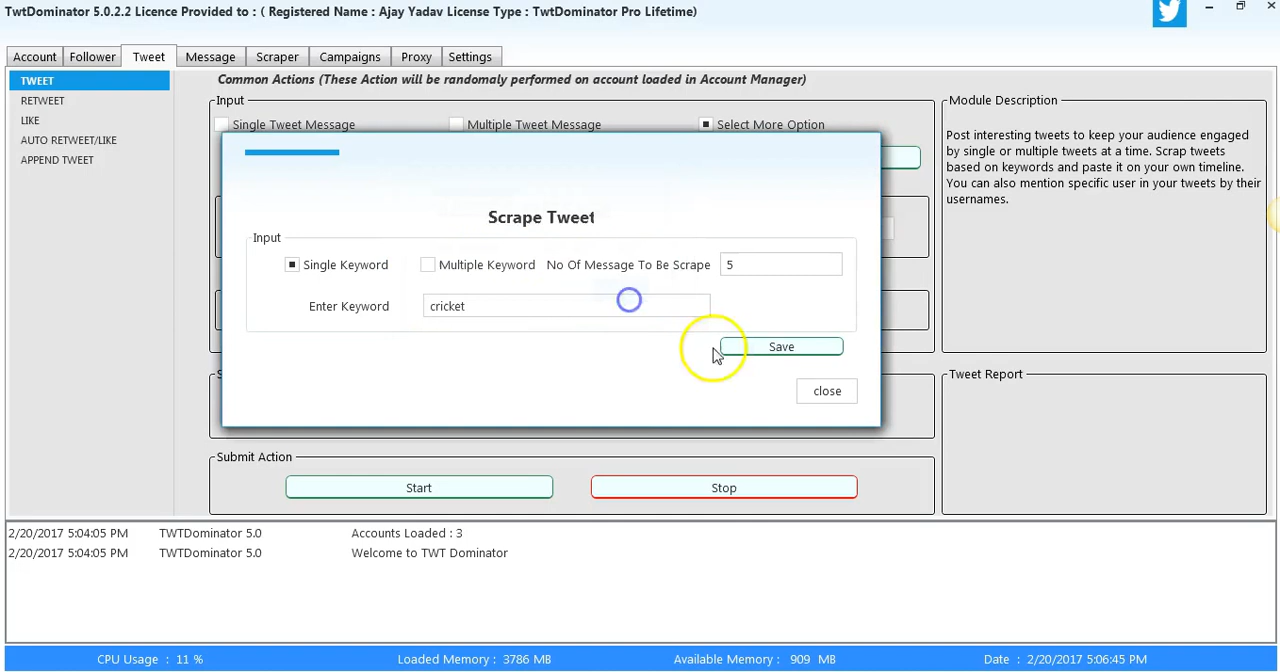 TwtDominator 5.0.2.2 Licence Provided to : ( Registered Name : Ajay Yadav License Type : TwtDominator Pro Lifetime)
Account Follower Tweet Message Scraper Campaigns Proxy Settings
TWEET
RETWEET
LIKE
AUTO RETWEET/LIKE
APPEND TWEET
Common Actions (These Action will be randomaly performed on account loaded in Account Manager)
Input
Single Tweet Message Multiple Tweet Message Select More Option
Scrape Tweet
Input
Single Keyword Multiple Keyword No Of Message To Be Scrape 5
Enter Keyword cricket
Save
close
Submit Action
Start Stop
Module Description
Post interesting tweets to keep your audience engaged
by single or multiple tweets at a time. Scrap tweets
based on keywords and paste it on your own timeline.
You can also mention specific user in your tweets by their
usernames.
Tweet Report
2/20/2017 5:04:05 PM TWTDominator 5.0 Accounts Loaded : 3
2/20/2017 5:04:05 PM TWTDominator 5.0 Welcome to TWT Dominator
CPU Usage : 11 % Loaded Memory : 3786 MB Available Memory : 909 MB Date : 2/20/2017 5:06:45 PM